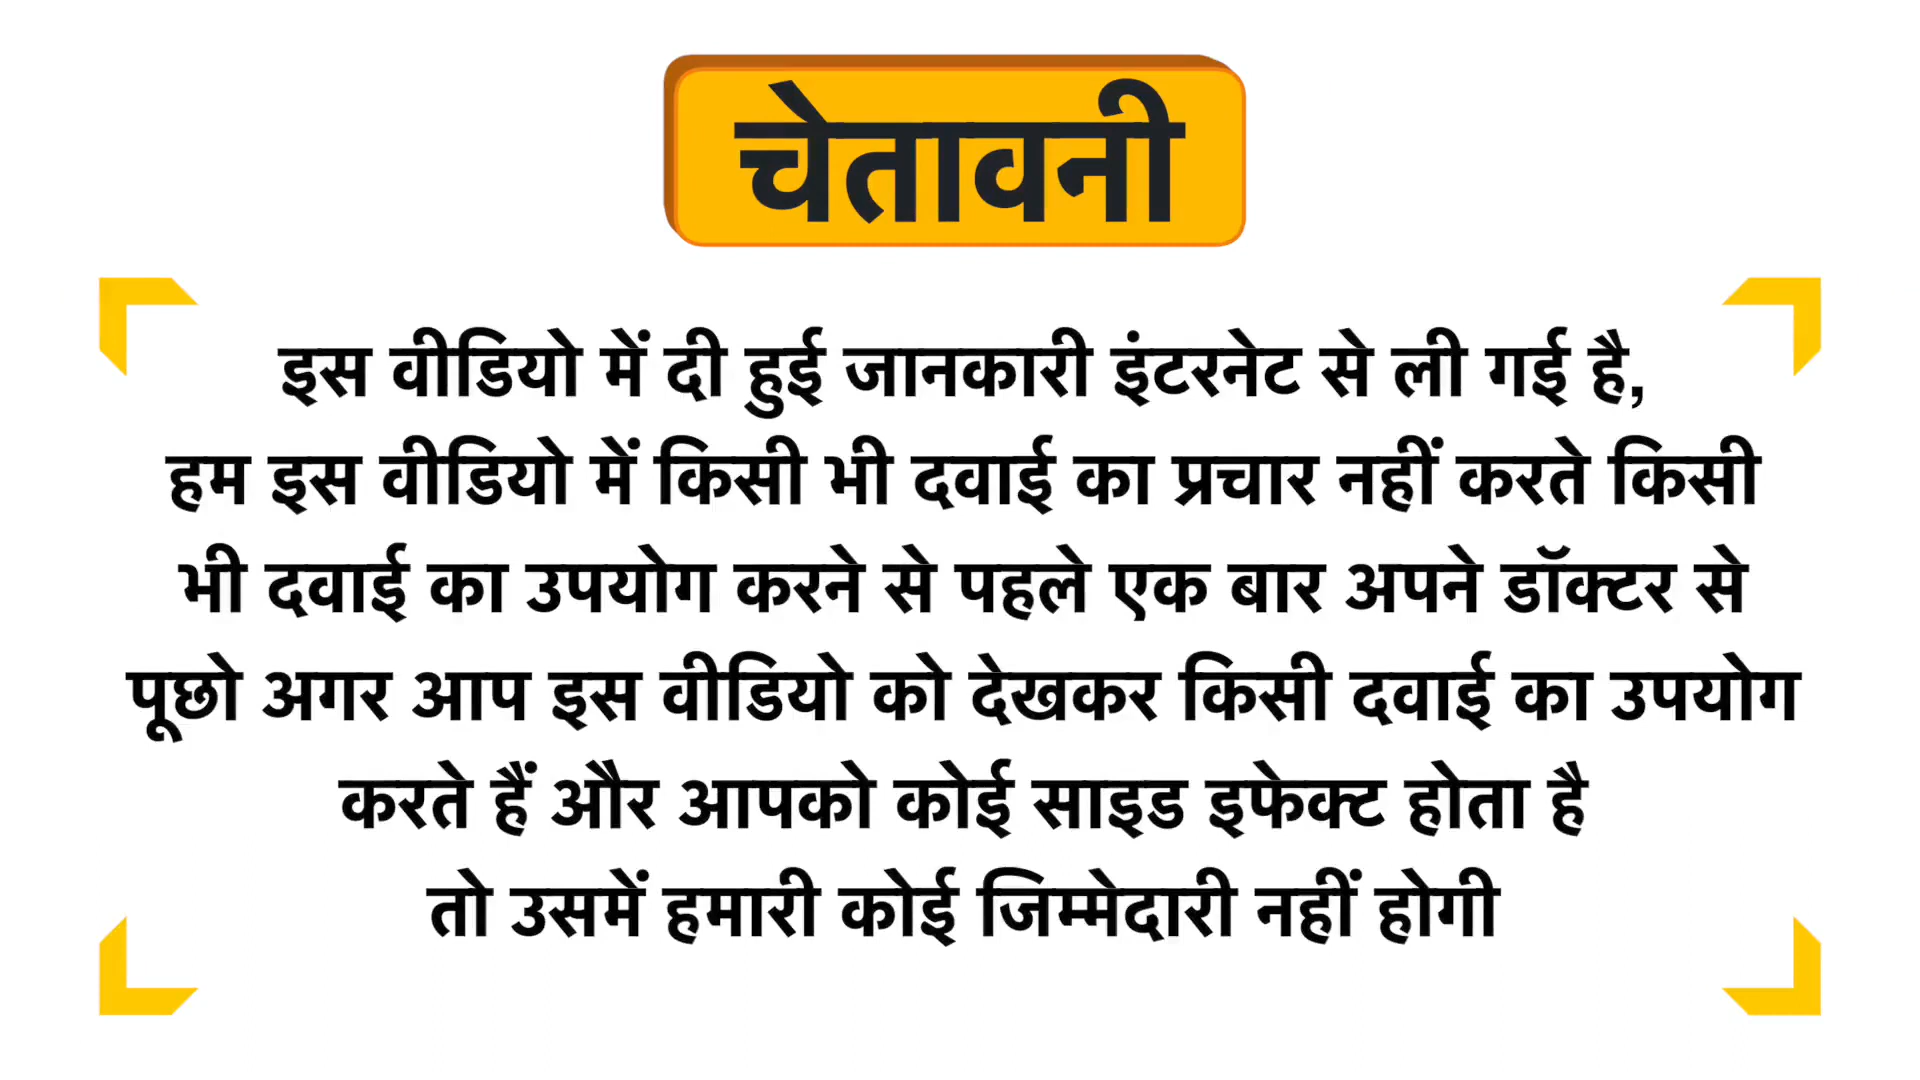 चेतावनी
इस वीडियो में दी हुई जानकारी इंटरनेट से ली गई है,
हम इस वीडियो में किसी भी दवाई का प्रचार नहीं करते किसी
भी दवाई का उपयोग करने से पहले एक बार अपने डॉक्टर से
पूछो अगर आप इस वीडियो को देखकर किसी दवाई का उपयोग
करते हैं और आपको कोई साइड इफेक्ट होता है
तो उसमें हमारी कोई जिम्मेदारी नहीं होगी